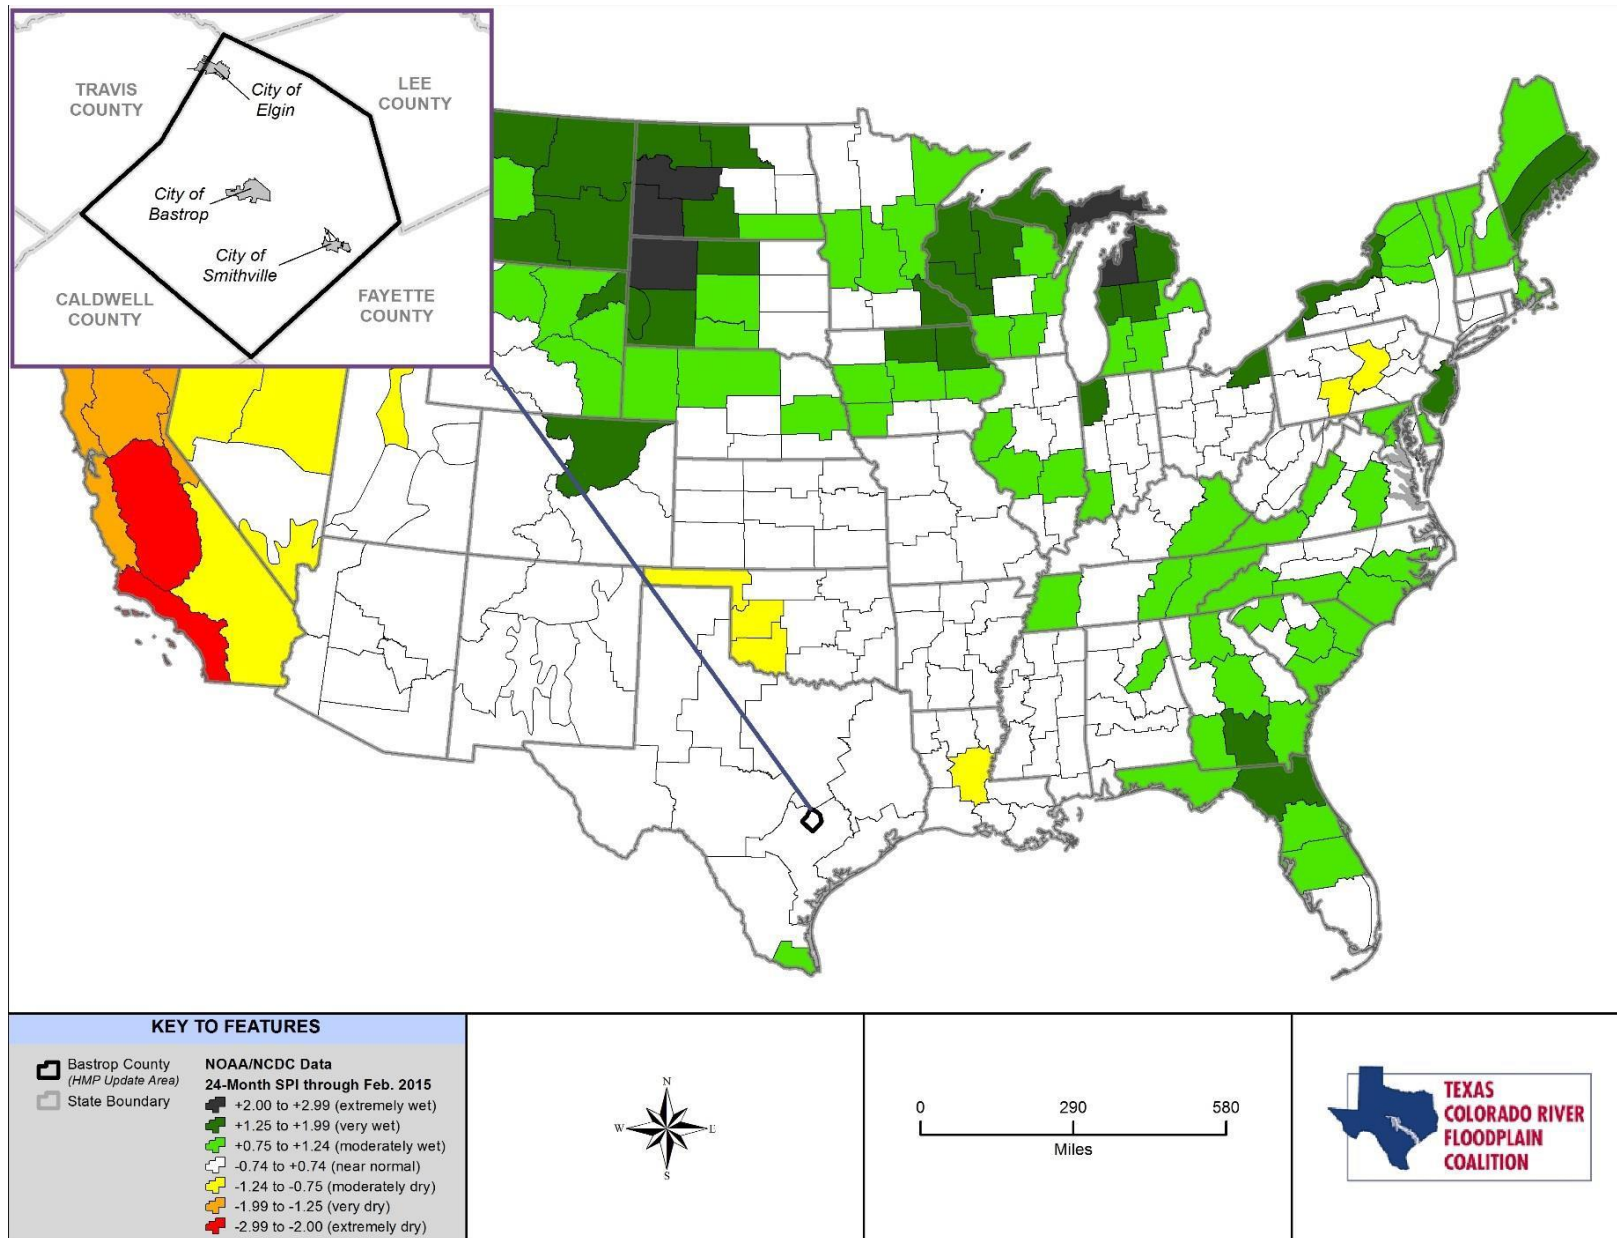 TRAVIS
COUNTY
LEE
COUNTY
City of
Elgin
City of
Bastrop
City of
Smithville
CALDWELL
COUNTY
FAYETTE
COUNTY
KEY TO FEATURES
Bastrop County
(HMP Update Area)
State Boundary
NOAA/NCDC Data
24-Month SPI through Feb. 2015
+2.00 to +2.99 (extremely wet)
+1.25 to +1.99 (very wet)
+0.75 to +1.24 (moderately wet)
-0.74 to +0.74 (near normal)
-1.24 to -0.75 (moderately dry)
-1.99 to -1.25 (very dry)
-2.99 to -2.00 (extremely dry)
N
W E
S
0 290 580
Miles
TEXAS
COLORADO RIVER
FLOODPLAIN
COALITION